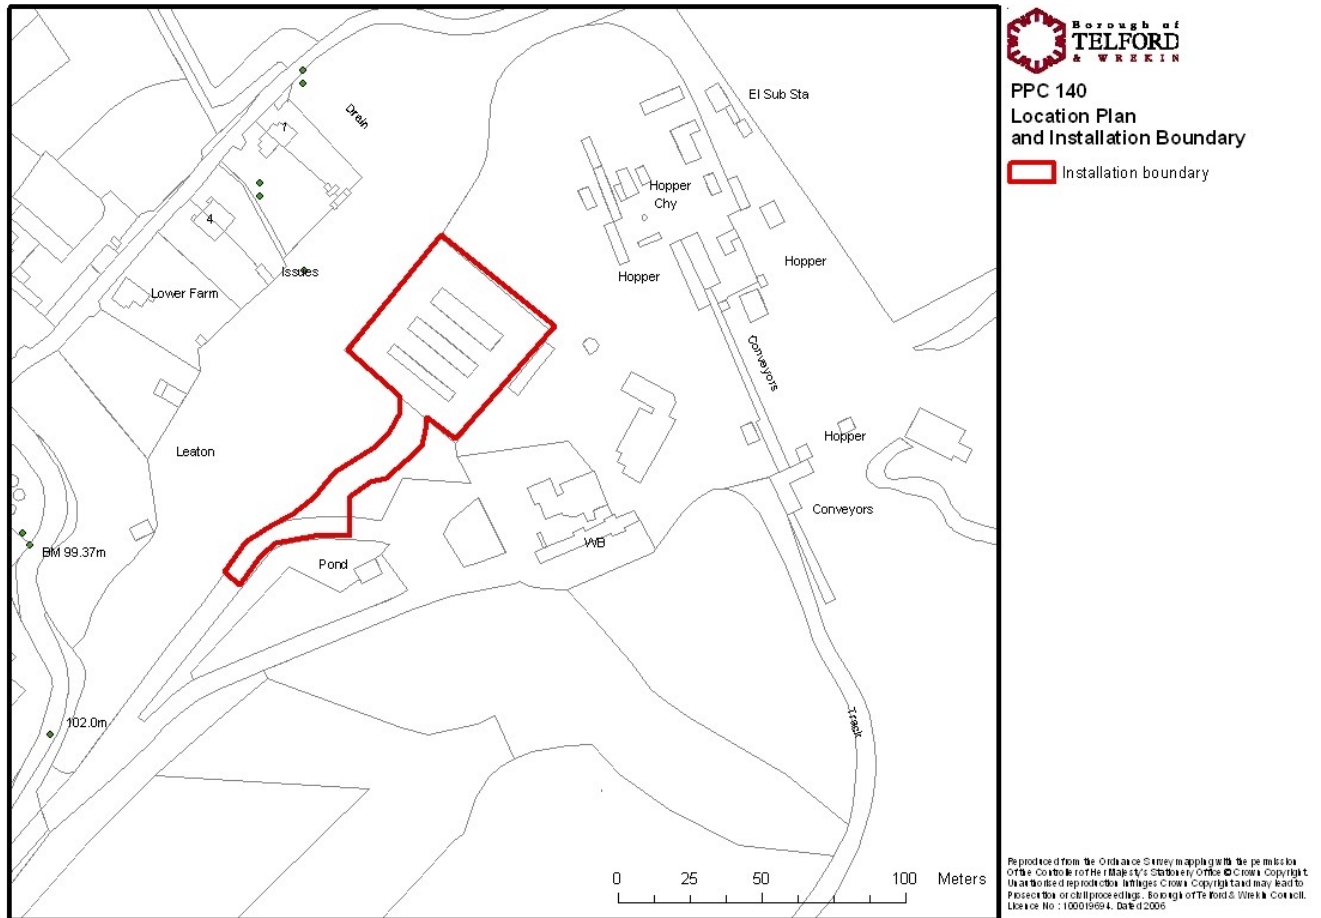 Borough of
TELFORD
& WREKIN
PPC 140
Location Plan
and Installation Boundary
Installation boundary
El Sub Sta
Drain
1
Hopper
Chy
4
Issues
Hopper
Hopper
Lower Farm
Conveyors
Leaton
Hopper
Conveyors
BM 99.37m
WB
Pond
102.0m
Track
0 25 50 100 Meters
Reproduced from the Ordnance Survey mapping with the permission
Of the Controller of Her Majesty's Stationery Office © Crown Copyright.
Unauthorised reproduction infringes Crown Copyright and may lead to
Prosecution or civil proceedings. Borough of Telford & Wrekin Council.
Licence No : 100019694. Dated 2006